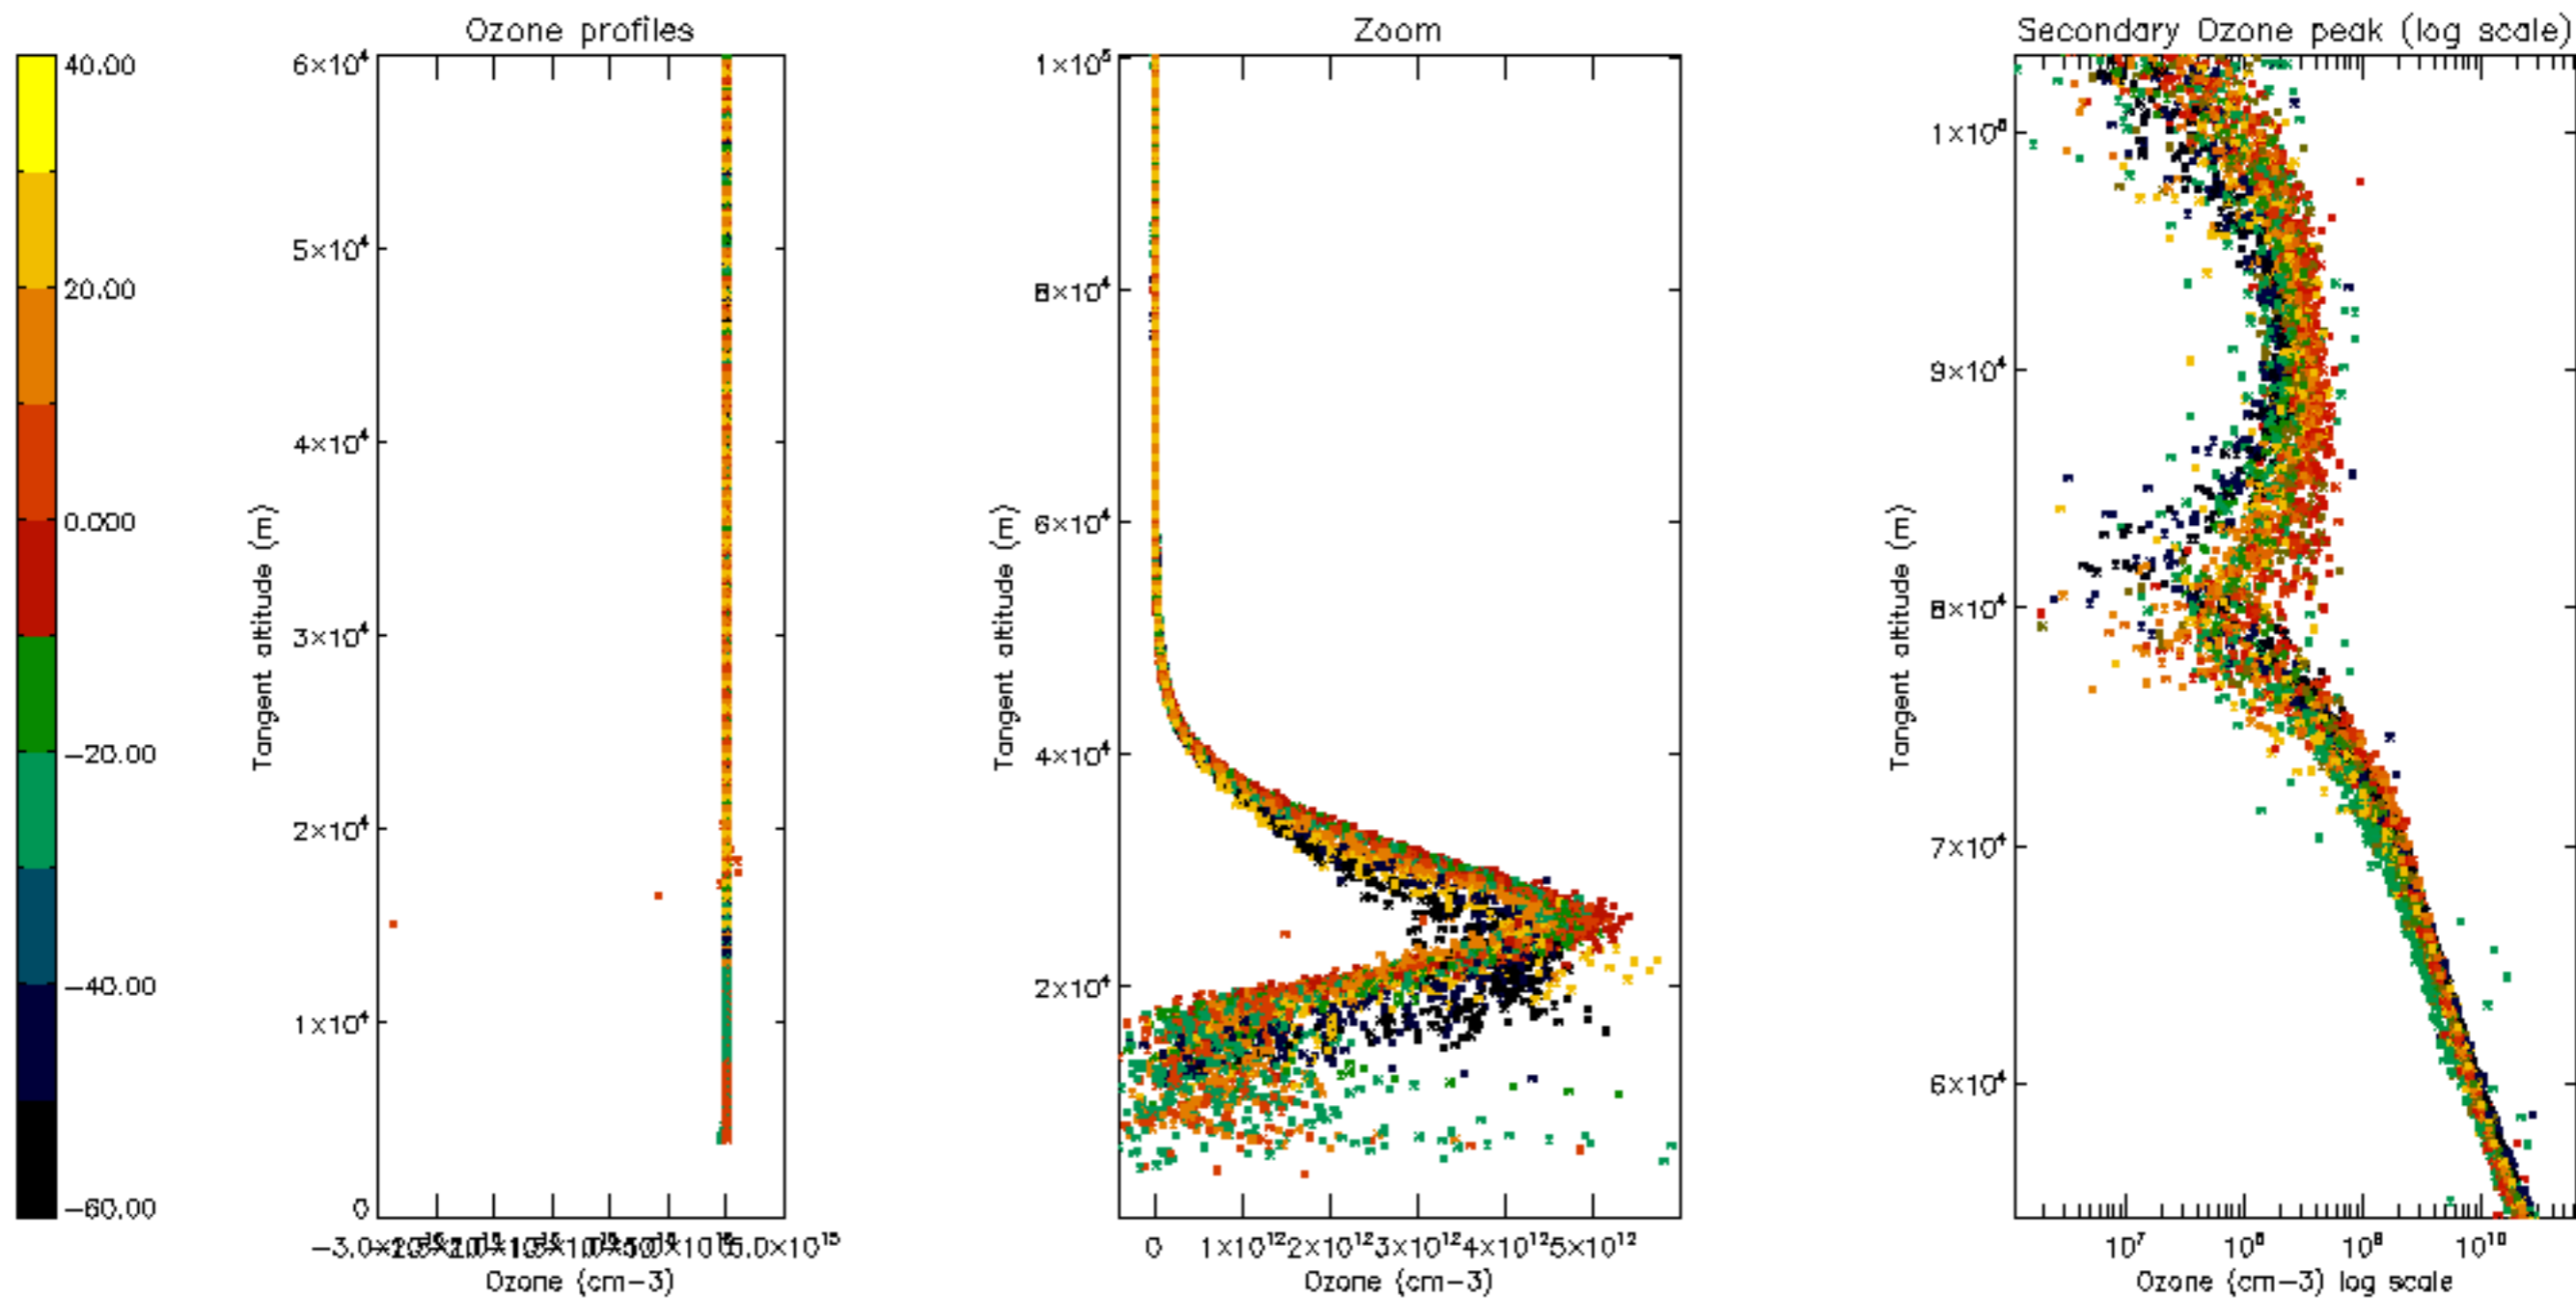 Ozone profiles
Zoom
Secondary Ozone peak (log scale)
40.00
20.00
0.000
−20.00
−40.00
−60.00
6×10⁴
5×10⁴
4×10⁴
3×10⁴
2×10⁴
1×10⁴
0
Tangent altitude (m)
5.0×10¹⁵
Ozone (cm−3)
1×10⁵
8×10⁴
6×10⁴
4×10⁴
2×10⁴
Tangent altitude (m)
0 1×10¹² 2×10¹² 3×10¹² 4×10¹² 5×10¹²
Ozone (cm−3)
1×10⁵
9×10⁴
8×10⁴
7×10⁴
6×10⁴
Tangent altitude (m)
10⁷ 10⁸ 10⁹ 10¹⁰
Ozone (cm−3) log scale